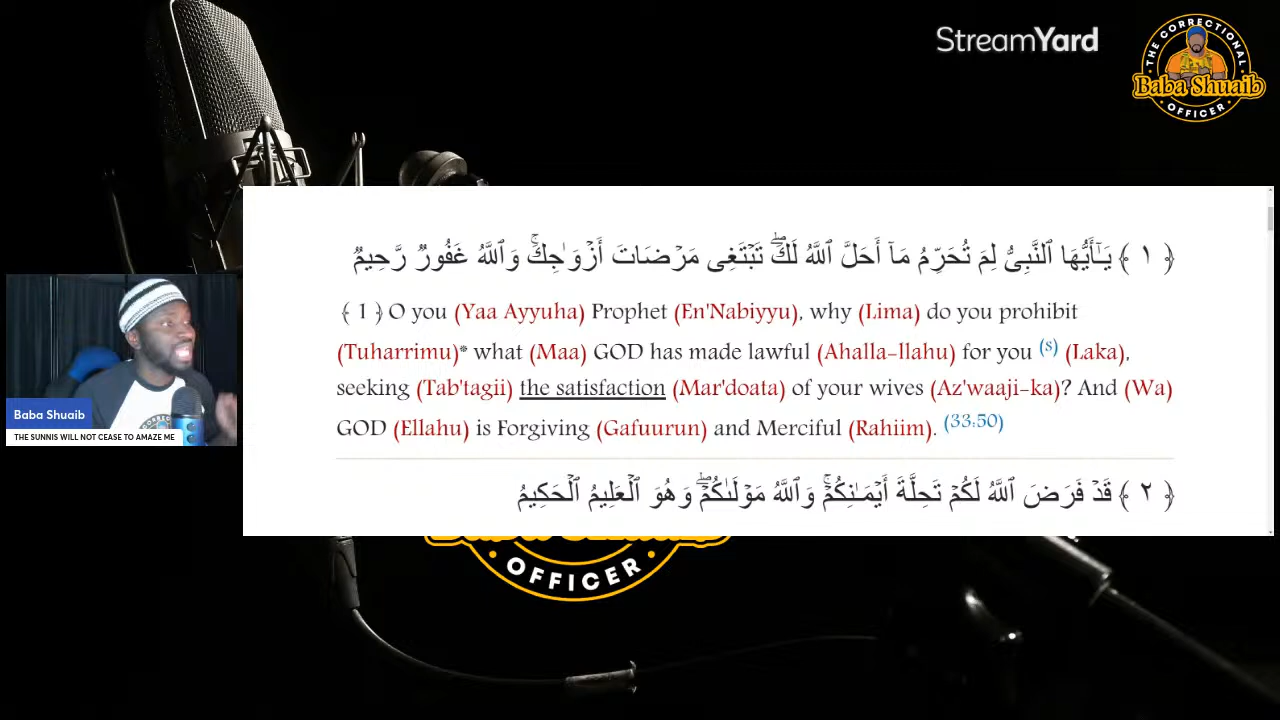 StreamYard
THE CORRECTIONAL
Baba Shuaib
OFFICER
﴿ ١ ﴾ يَـٰٓأَيُّهَا ٱلنَّبِىُّ لِمَ تُحَرِّمُ مَآ أَحَلَّ ٱللَّهُ لَكَ ۖ تَبْتَغِى مَرْضَاتَ أَزْوَٰجِكَ ۚ وَٱللَّهُ غَفُورٌ رَّحِيمٌ
﴾ 1 ﴿ O you (Yaa Ayyuha) Prophet (En'Nabiyyu), why (Lima) do you prohibit
(Tuharrimu)* what (Maa) GOD has made lawful (Ahalla-llahu) for you (s) (Laka),
seeking (Tab'tagii) the satisfaction (Mar'doata) of your wives (Az'waaji-ka)? And (Wa)
GOD (Ellahu) is Forgiving (Gafuurun) and Merciful (Rahiim). (33:50)
﴿ ٢ ﴾ قَدْ فَرَضَ ٱللَّهُ لَكُمْ تَحِلَّةَ أَيْمَـٰنِكُمْ ۚ وَٱللَّهُ مَوْلَىٰكُمْ ۖ وَهُوَ ٱلْعَلِيمُ ٱلْحَكِيمُ
Baba Shuaib
THE SUNNIS WILL NOT CEASE TO AMAZE ME
OFFICER